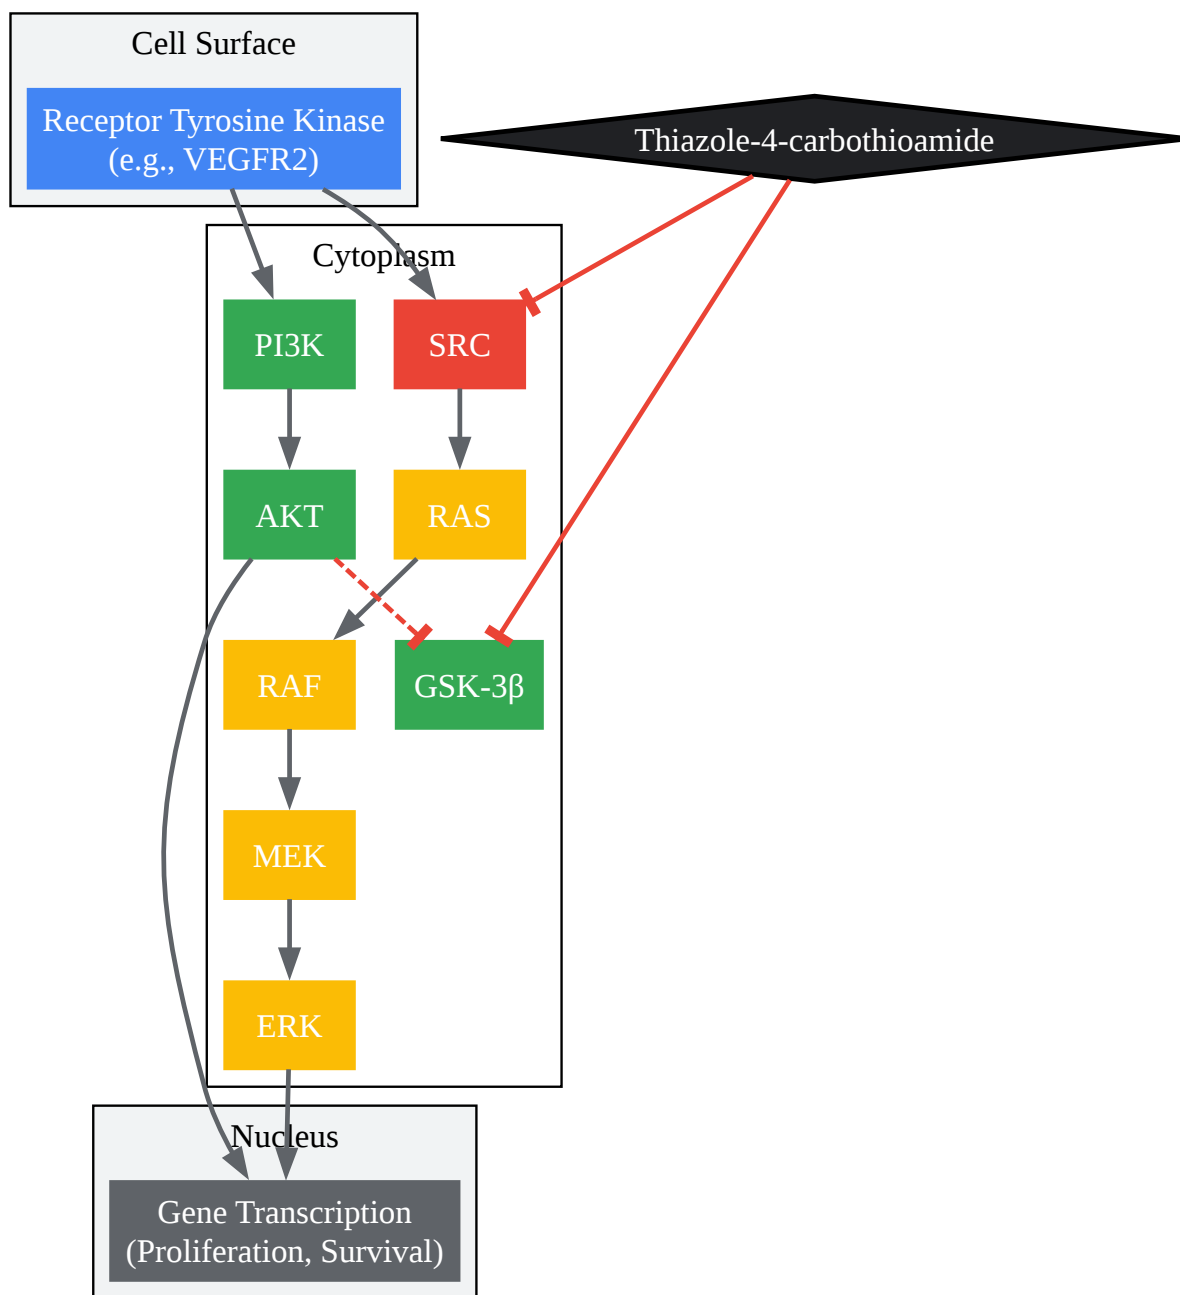 Cell Surface
Receptor Tyrosine Kinase
(e.g., VEGFR2)
Thiazole-4-carbothioamide
Cytoplasm
PI3K
SRC
AKT
RAS
RAF
GSK-3β
MEK
ERK
Nucleus
Gene Transcription
(Proliferation, Survival)